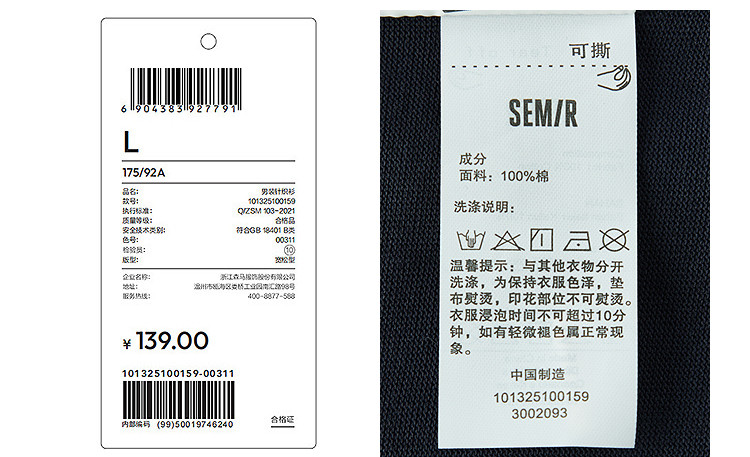 6 904383 927791
L
175/92A
品名: 男装针织衫
款号: 101325100159
执行标准: Q/ZSM 103-2021
质量等级: 合格品
安全技术类别: 符合GB 18401 B类
色号: 00311
检验员: 10
版型: 宽松型
企业名称: 浙江森马服饰股份有限公司
地址: 温州市瓯海区娄桥工业园南汇路98号
服务热线: 400-8877-588
¥ 139.00
101325100159-00311
内部编码 (99)50019746240
合格证
可撕
SEMIR
成分
面料：100%棉
洗涤说明：
温馨提示：与其他衣物分开
洗涤，为保持衣服色泽，垫
布熨烫，印花部位不可熨烫。
衣服浸泡时间不可超过10分
钟，如有轻微褪色属正常现
象。
中国制造
101325100159
3002093